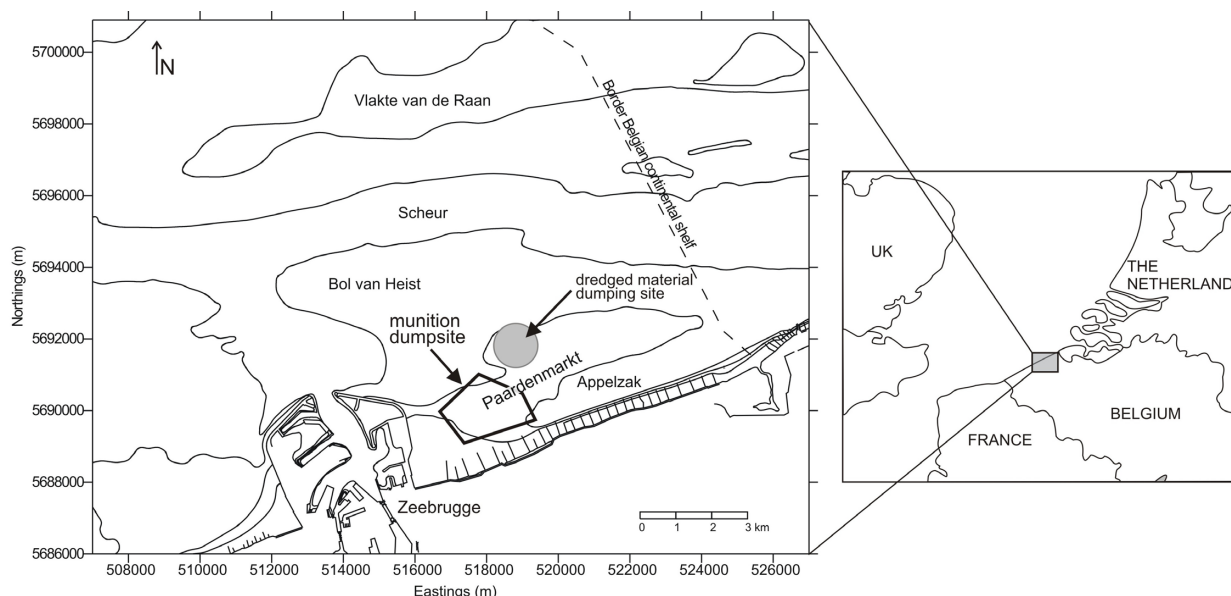 5700000
5698000
5696000
5694000
5692000
5690000
5688000
5686000
Northings (m)
N
Vlakte van de Raan
Border Belgian continental shelf
Scheur
Bol van Heist
dredged material
dumping site
munition
dumpsite
Paardenmarkt
Appelzak
Zeebrugge
0 1 2 3 km
508000 510000 512000 514000 516000 518000 520000 522000 524000 526000
Eastings (m)
UK
THE
NETHERLAND
BELGIUM
FRANCE